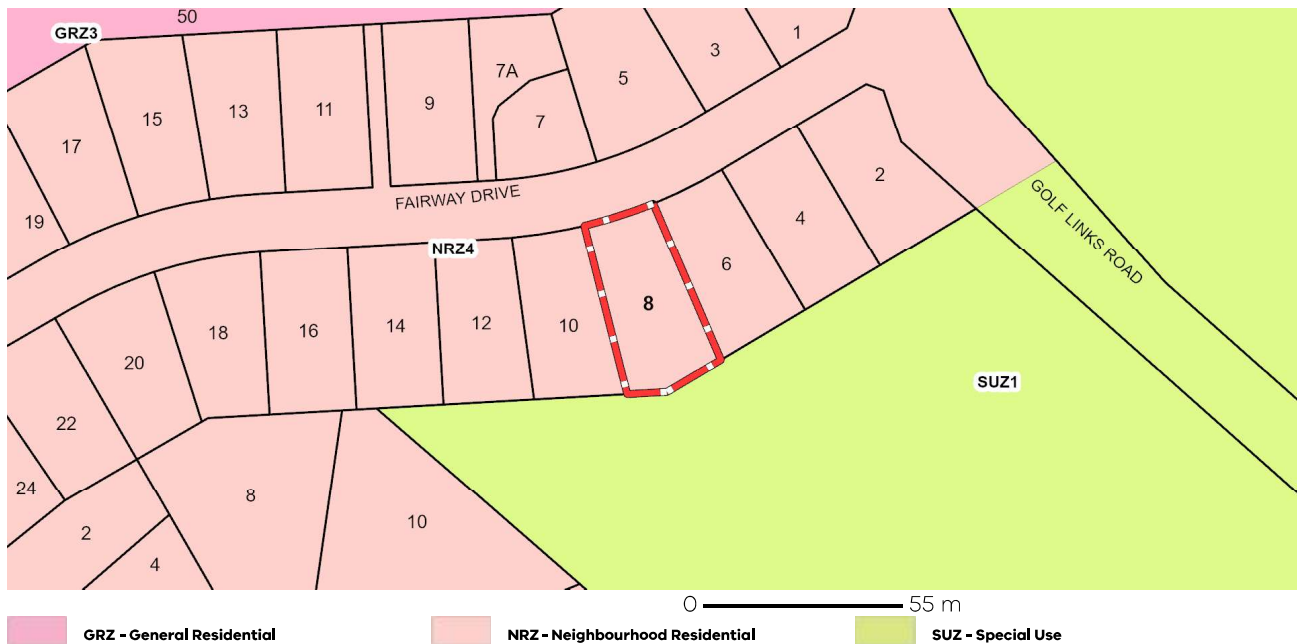 50
GRZ3
1
3
7A
5
9
11
13
15
7
17
2
19
FAIRWAY DRIVE
GOLF LINKS ROAD
4
NRZ4
6
8
10
12
14
16
18
20
SUZ1
22
24
8
10
2
4
0 55 m
GRZ - General Residential
NRZ - Neighbourhood Residential
SUZ - Special Use